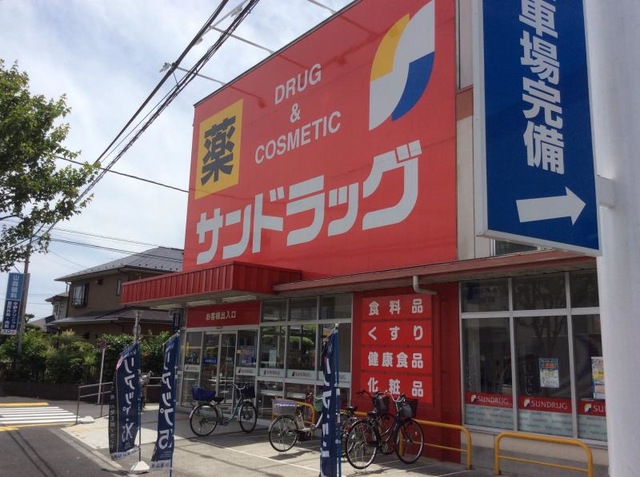 薬
DRUG
&
COSMETIC
サンドラッグ
車場完備
お客様出入口
食料品
くすり
健康食品
化粧品
SUNDRUG
SUNDRUG
SUNDRUG